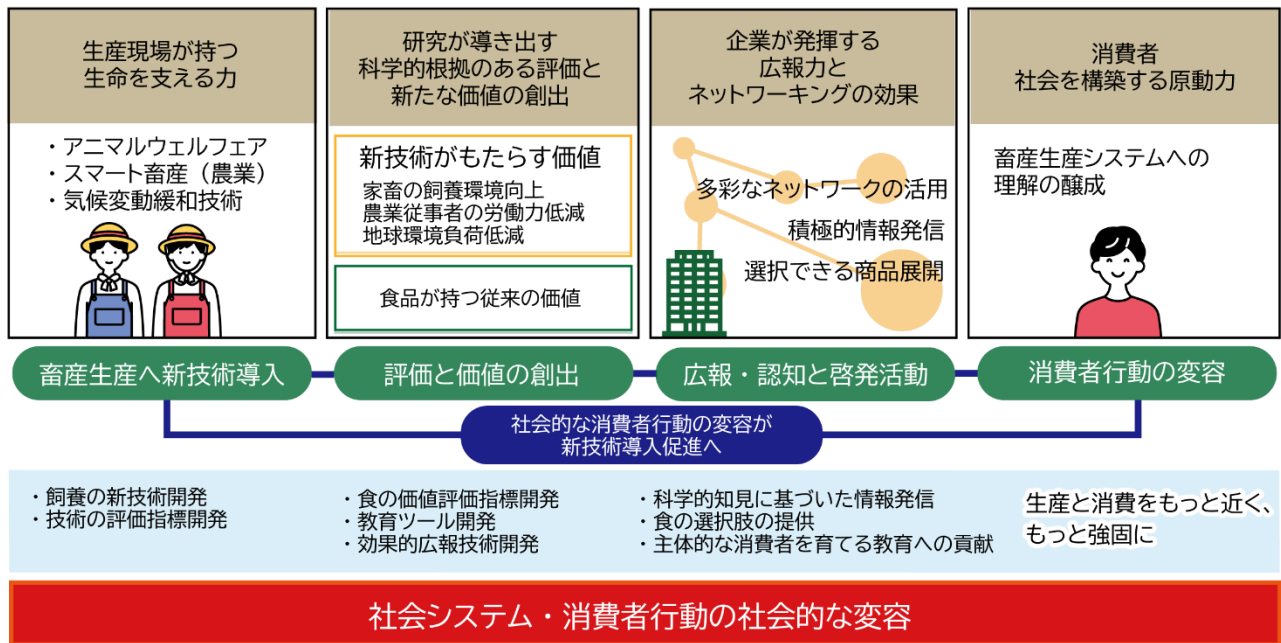 生産現場が持つ
生命を支える力
・アニマルウェルフェア
・スマート畜産（農業）
・気候変動緩和技術
研究が導き出す
科学的根拠のある評価と
新たな価値の創出
新技術がもたらす価値
家畜の飼養環境向上
農業従事者の労働力低減
地球環境負荷低減
食品が持つ従来の価値
企業が発揮する
広報力と
ネットワーキングの効果
多彩なネットワークの活用
積極的情報発信
選択できる商品展開
消費者
社会を構築する原動力
畜産生産システムへの
理解の醸成
畜産生産へ新技術導入
評価と価値の創出
広報・認知と啓発活動
消費者行動の変容
社会的な消費者行動の変容が
新技術導入促進へ
・飼養の新技術開発
・技術の評価指標開発
・食の価値評価指標開発
・教育ツール開発
・効果的広報技術開発
・科学的知見に基づいた情報発信
・食の選択肢の提供
・主体的な消費者を育てる教育への貢献
生産と消費をもっと近く、
もっと強固に
社会システム・消費者行動の社会的な変容